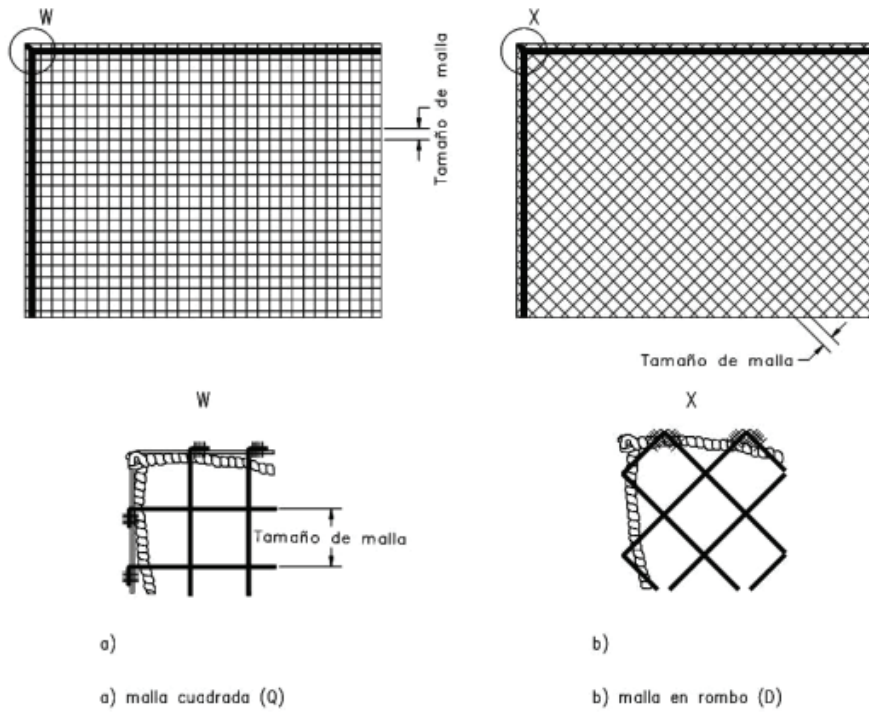 W
X
Tamaño de malla
Tamaño de malla
W
X
Tamaño de malla
a)
b)
a) malla cuadrada (Q)
b) malla en rombo (D)